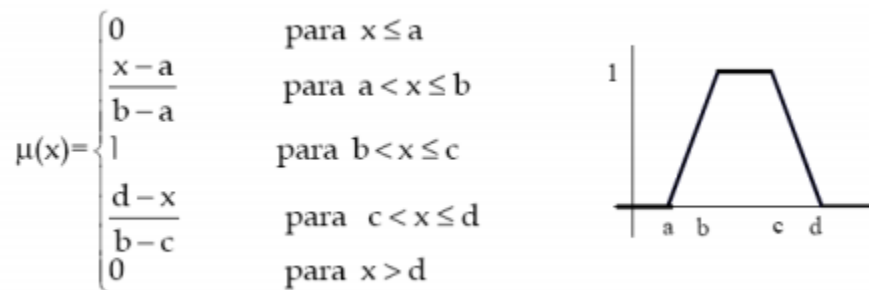 0 para x ≤ a
x − a
b − a
para a < x ≤ b
μ(x)=
1 para b < x ≤ c
d − x
b − c
para c < x ≤ d
0 para x > d
1
a b c d